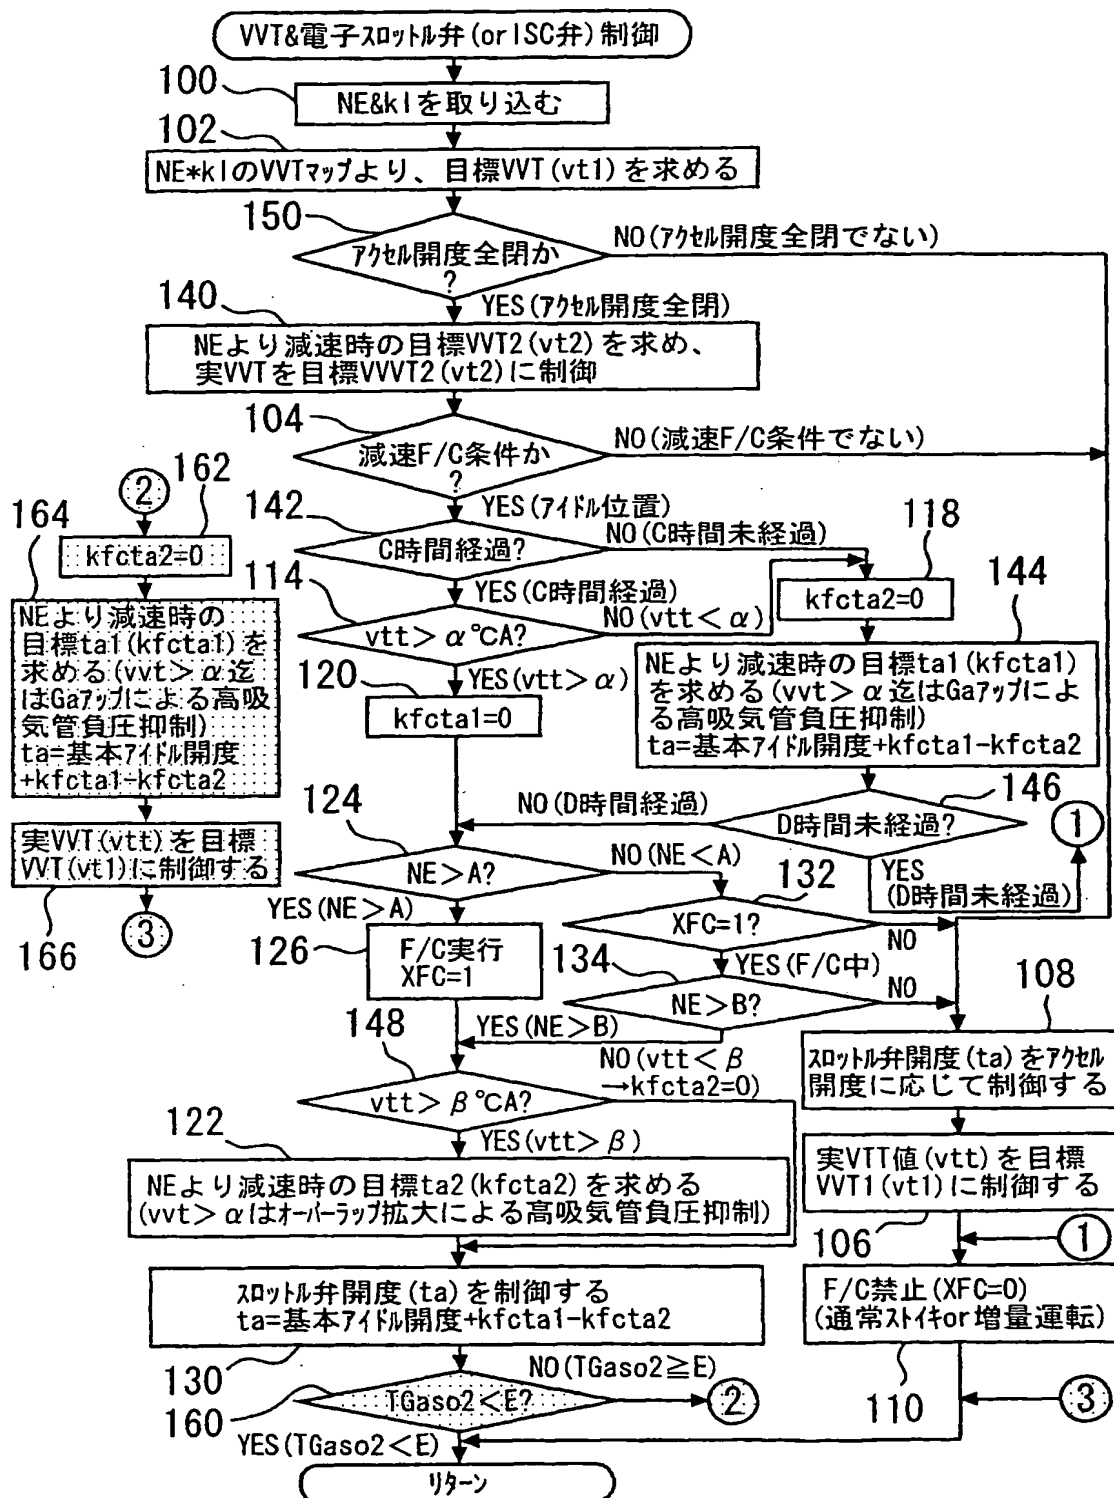 VVT&電子スロットル弁(orISC弁)制御
100
NE&klを取り込む
102
NE*klのVVTマップより、目標VVT(vt1)を求める
150
アクセル開度全閉か
?
NO(アクセル開度全閉でない)
YES(アクセル開度全閉)
140
NEより減速時の目標VVT2(vt2)を求め、
実VVTを目標VVVT2(vt2)に制御
104
減速F/C条件か
?
NO(減速F/C条件でない)
YES(アイドル位置)
142
C時間経過?
NO(C時間未経過)
YES(C時間経過)
118
kfcta2=0
114
vtt>α℃A?
NO(vtt<α)
YES(vtt>α)
120
kfcta1=0
144
NEより減速時の目標ta1(kfcta1)
を求める(vvt>α迄はGaアップによ
る高吸気管負圧抑制)
ta=基本アイドル開度+kfcta1-kfcta2
146
D時間未経過?
NO(D時間経過)
YES
(D時間未経過)
1
2
162
kfcta2=0
164
NEより減速時の
目標ta1(kfcta1)を
求める(vvt>α迄
はGaアップによる高吸
気管負圧抑制)
ta=基本アイドル開度
+kfcta1-kfcta2
実VVT(vtt)を目標
VVT(vt1)に制御する
166
3
124
NE>A?
NO(NE<A)
YES(NE>A)
126
F/C実行
XFC=1
132
XFC=1?
NO
YES(F/C中)
134
NE>B?
NO
YES(NE>B)
148
vtt>β℃A?
NO(vtt<β
→kfcta2=0)
YES(vtt>β)
122
NEより減速時の目標ta2(kfcta2)を求める
(vvt>αはオーバーラップ拡大による高吸気管負圧抑制)
スロットル弁開度(ta)を制御する
ta=基本アイドル開度+kfcta1-kfcta2
130
108
スロットル弁開度(ta)をアクセル
開度に応じて制御する
実VTT値(vtt)を目標
VVT1(vt1)に制御する
106
1
F/C禁止(XFC=0)
(通常ストイキor増量運転)
110
160
TGaso2<E?
NO(TGaso2≧E)
2
3
YES(TGaso2<E)
リターン